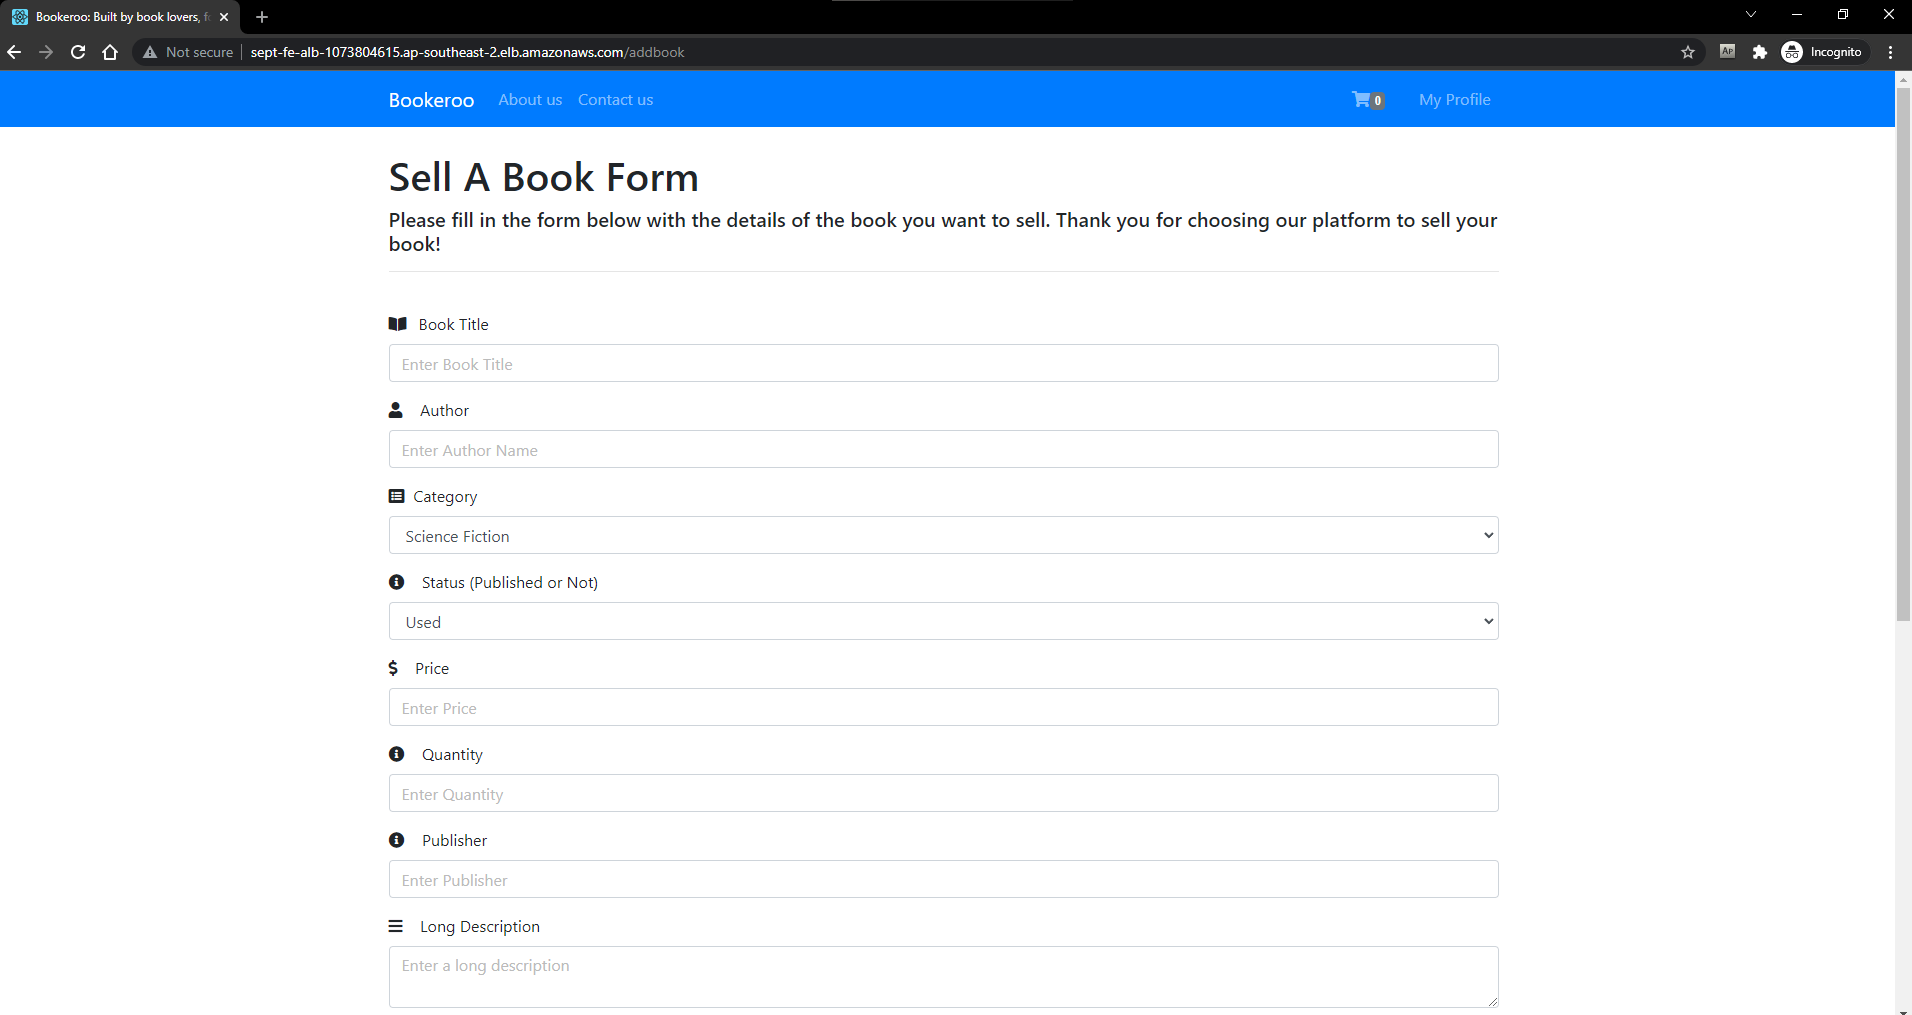 Bookeroo: Built by book lovers, f
Not secure sept-fe-alb-1073804615.ap-southeast-2.elb.amazonaws.com/addbook
AP
Incognito
Bookeroo About us Contact us 0 My Profile
Sell A Book Form
Please fill in the form below with the details of the book you want to sell. Thank you for choosing our platform to sell your
book!
Book Title
Enter Book Title
Author
Enter Author Name
Category
Science Fiction
Status (Published or Not)
Used
$ Price
Enter Price
Quantity
Enter Quantity
Publisher
Enter Publisher
Long Description
Enter a long description